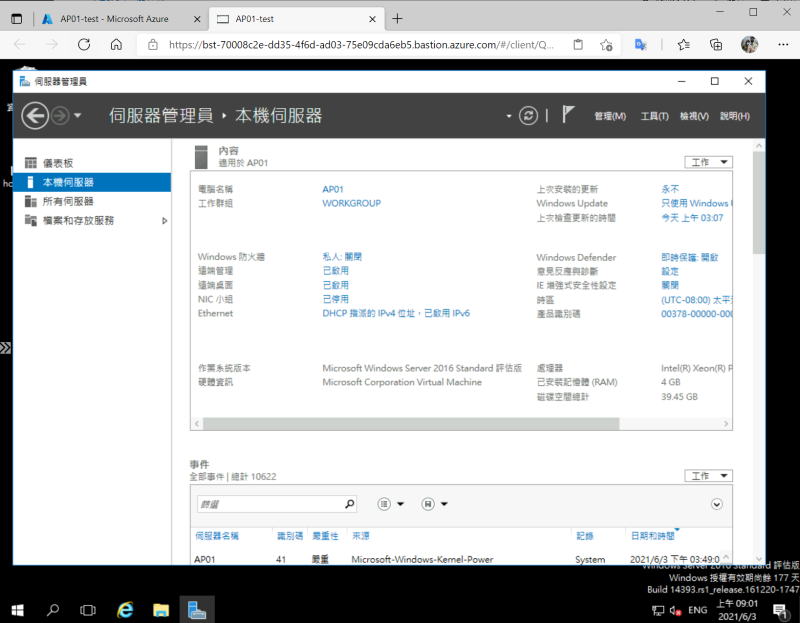 AP01-test - Microsoft Azure
AP01-test
https://bst-70008c2e-dd35-4f6d-ad03-75e09cda6eb5.bastion.azure.com/#/client/Q...
伺服器管理員
伺服器管理員 ‣ 本機伺服器
管理(M) 工具(T) 檢視(V) 說明(H)
儀表板
本機伺服器
所有伺服器
檔案和存放服務
內容
適用於 AP01
工作
電腦名稱 AP01 上次安裝的更新 永不
工作群組 WORKGROUP Windows Update 只使用 Windows
上次檢查更新的時間 今天 上午 03:07
Windows 防火牆 私人: 關閉 Windows Defender 即時保護: 開啟
遠端管理 已啟用 意見反應與診斷 設定
遠端桌面 已啟用 IE 增強式安全性設定 關閉
NIC 小組 已停用 時區 (UTC-08:00) 太平
Ethernet DHCP 指派的 IPv4 位址，已啟用 IPv6 產品識別碼 00378-00000-000
作業系統版本 Microsoft Windows Server 2016 Standard 評估版 處理器 Intel(R) Xeon(R) P
硬體資訊 Microsoft Corporation Virtual Machine 已安裝記憶體 (RAM) 4 GB
磁碟空間總計 39.45 GB
事件
全部事件 | 總計 10622
工作
篩選
伺服器名稱 識別碼 嚴重性 來源 記錄 日期和時間
AP01 41 嚴重 Microsoft-Windows-Kernel-Power System 2021/6/3 下午 03:49:0
Windows Server 2016 Standard 評估版
Windows 授權有效期尚餘 177 天
Build 14393.rs1_release.161220-1747
ENG
上午 09:01
2021/6/3
1